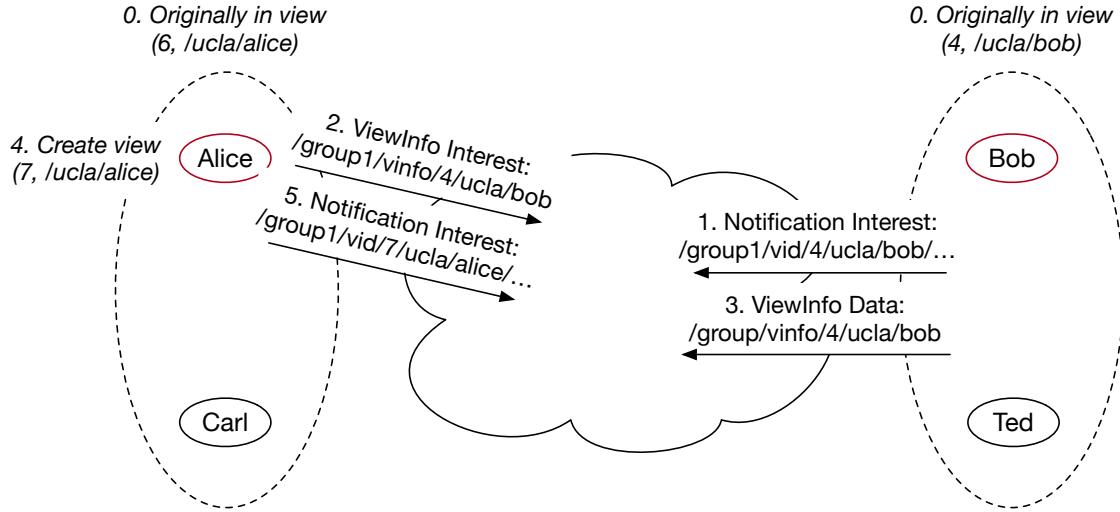 0. Originally in view
(6, /ucla/alice)
0. Originally in view
(4, /ucla/bob)
4. Create view
(7, /ucla/alice)
Alice
2. ViewInfo Interest:
/group1/vinfo/4/ucla/bob
5. Notification Interest:
/group1/vid/7/ucla/alice/…
Bob
1. Notification Interest:
/group1/vid/4/ucla/bob/…
3. ViewInfo Data:
/group/vinfo/4/ucla/bob
Carl
Ted